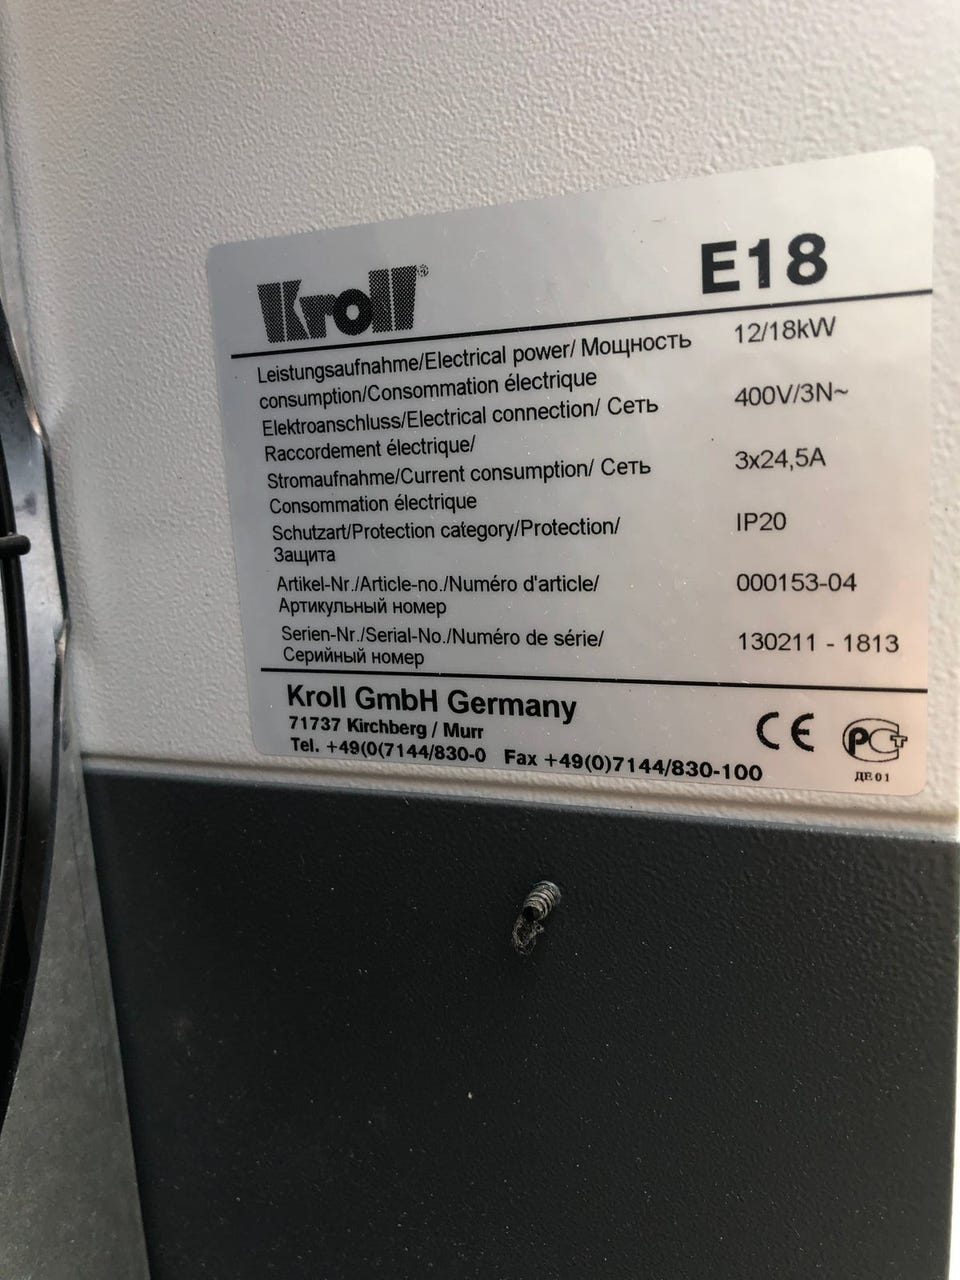 Kroll®
E18
Leistungsaufnahme/Electrical power/ Мощность 12/18kW
consumption/Consommation électrique
Elektroanschluss/Electrical connection/ Сеть 400V/3N~
Raccordement électrique/
Stromaufnahme/Current consumption/ Сеть 3x24,5A
Consommation électrique
Schutzart/Protection category/Protection/ IP20
Защита
Artikel-Nr./Article-no./Numéro d'article/ 000153-04
Артикульный номер
Serien-Nr./Serial-No./Numéro de série/ 130211 - 1813
Серийный номер
Kroll GmbH Germany
71737 Kirchberg / Murr
Tel. +49(0(7144/830-0 Fax +49(0)7144/830-100
CE
РСТ
ДЕ01